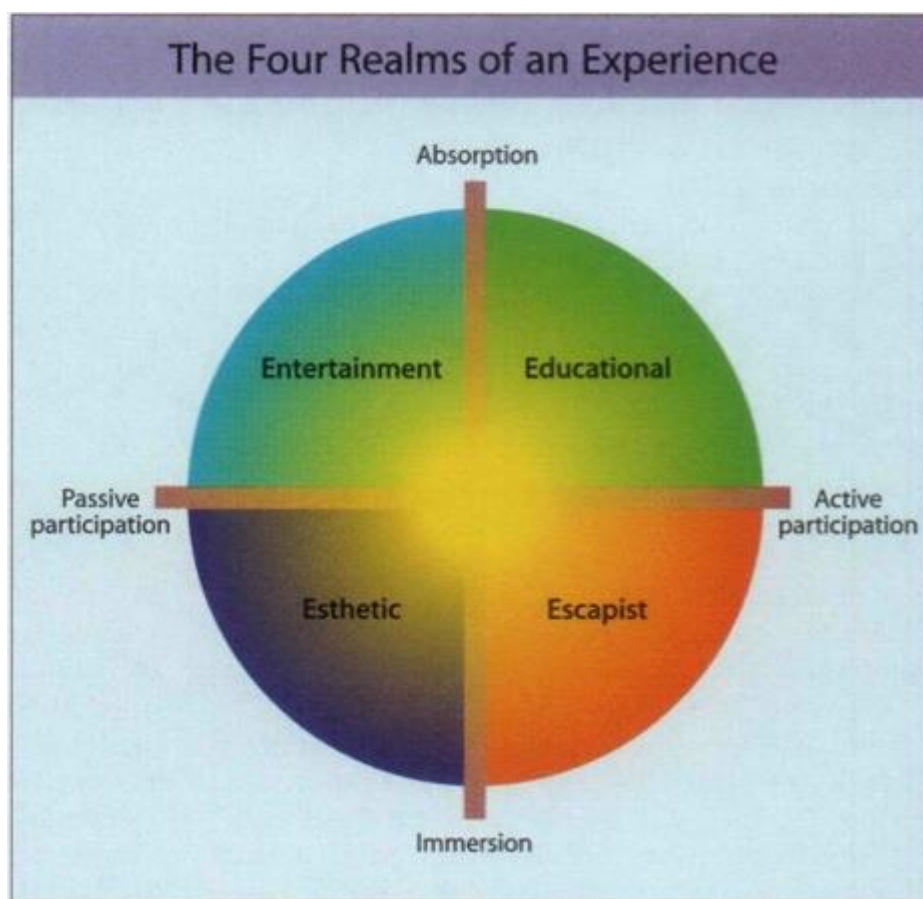 The Four Realms of an Experience
Absorption
Entertainment
Educational
Passive
participation
Active
participation
Esthetic
Escapist
Immersion